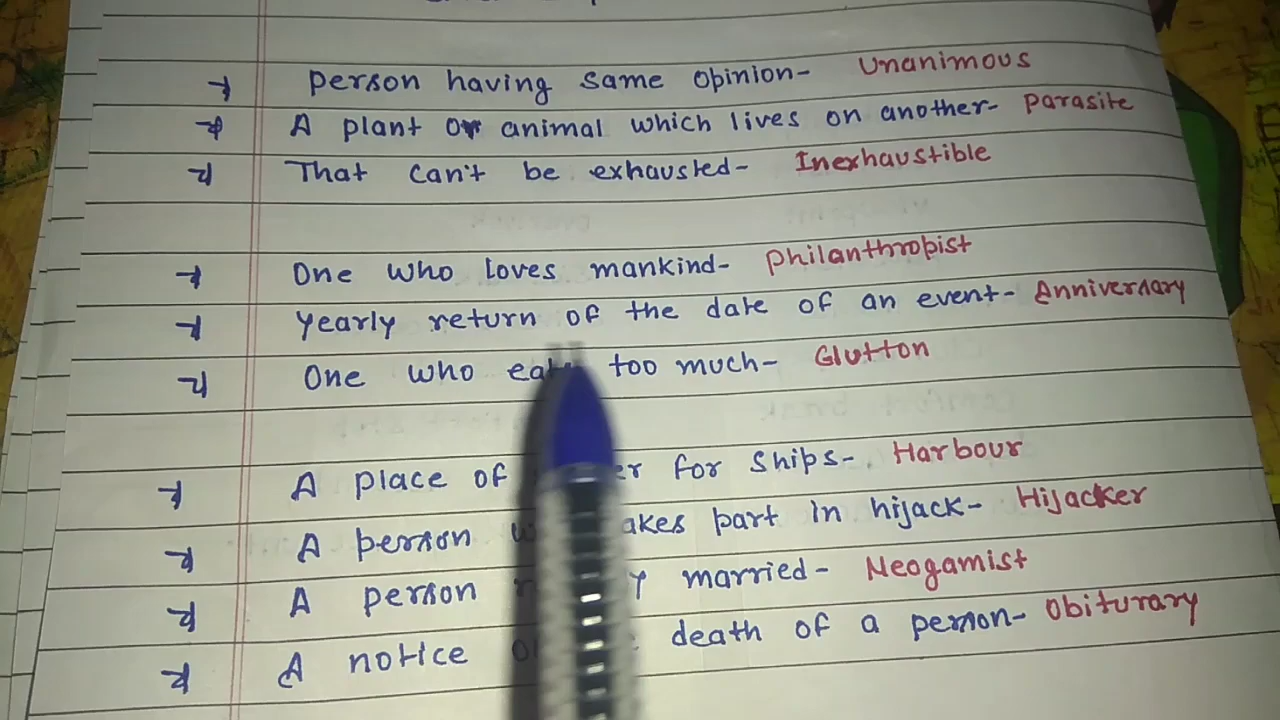 Person having same opinion- Unanimous
A plant or animal which lives on another- Parasite
That can't be exhausted- Inexhaustible
One who loves mankind- Philanthropist
Yearly return of the date of an event- Anniversary
One who too much- Glutton
A place of for ships- Harbour
A person part in hijack- Hijacker
A person married- Neogamist
A notice death of a person- Obiturary